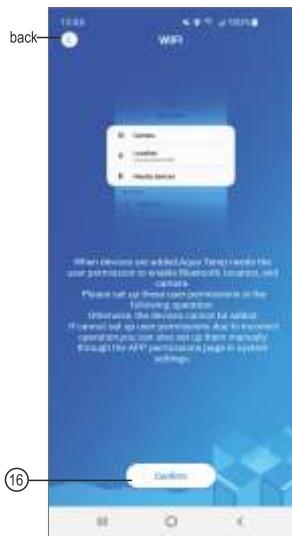 100%
back
WIFI
Camera
Location
Nearby devices
When devices are added,Aqua Temp needs the
user permission to enable Bluetooth, location, and
camera.
Please set up these user permissions in the
following operation.
Otherwise, the devices cannot be added.
If cannot set up user permissions due to incorrect
operation,you can also set up them manually
through the APP permissions page in system
settings.
16
Confirm